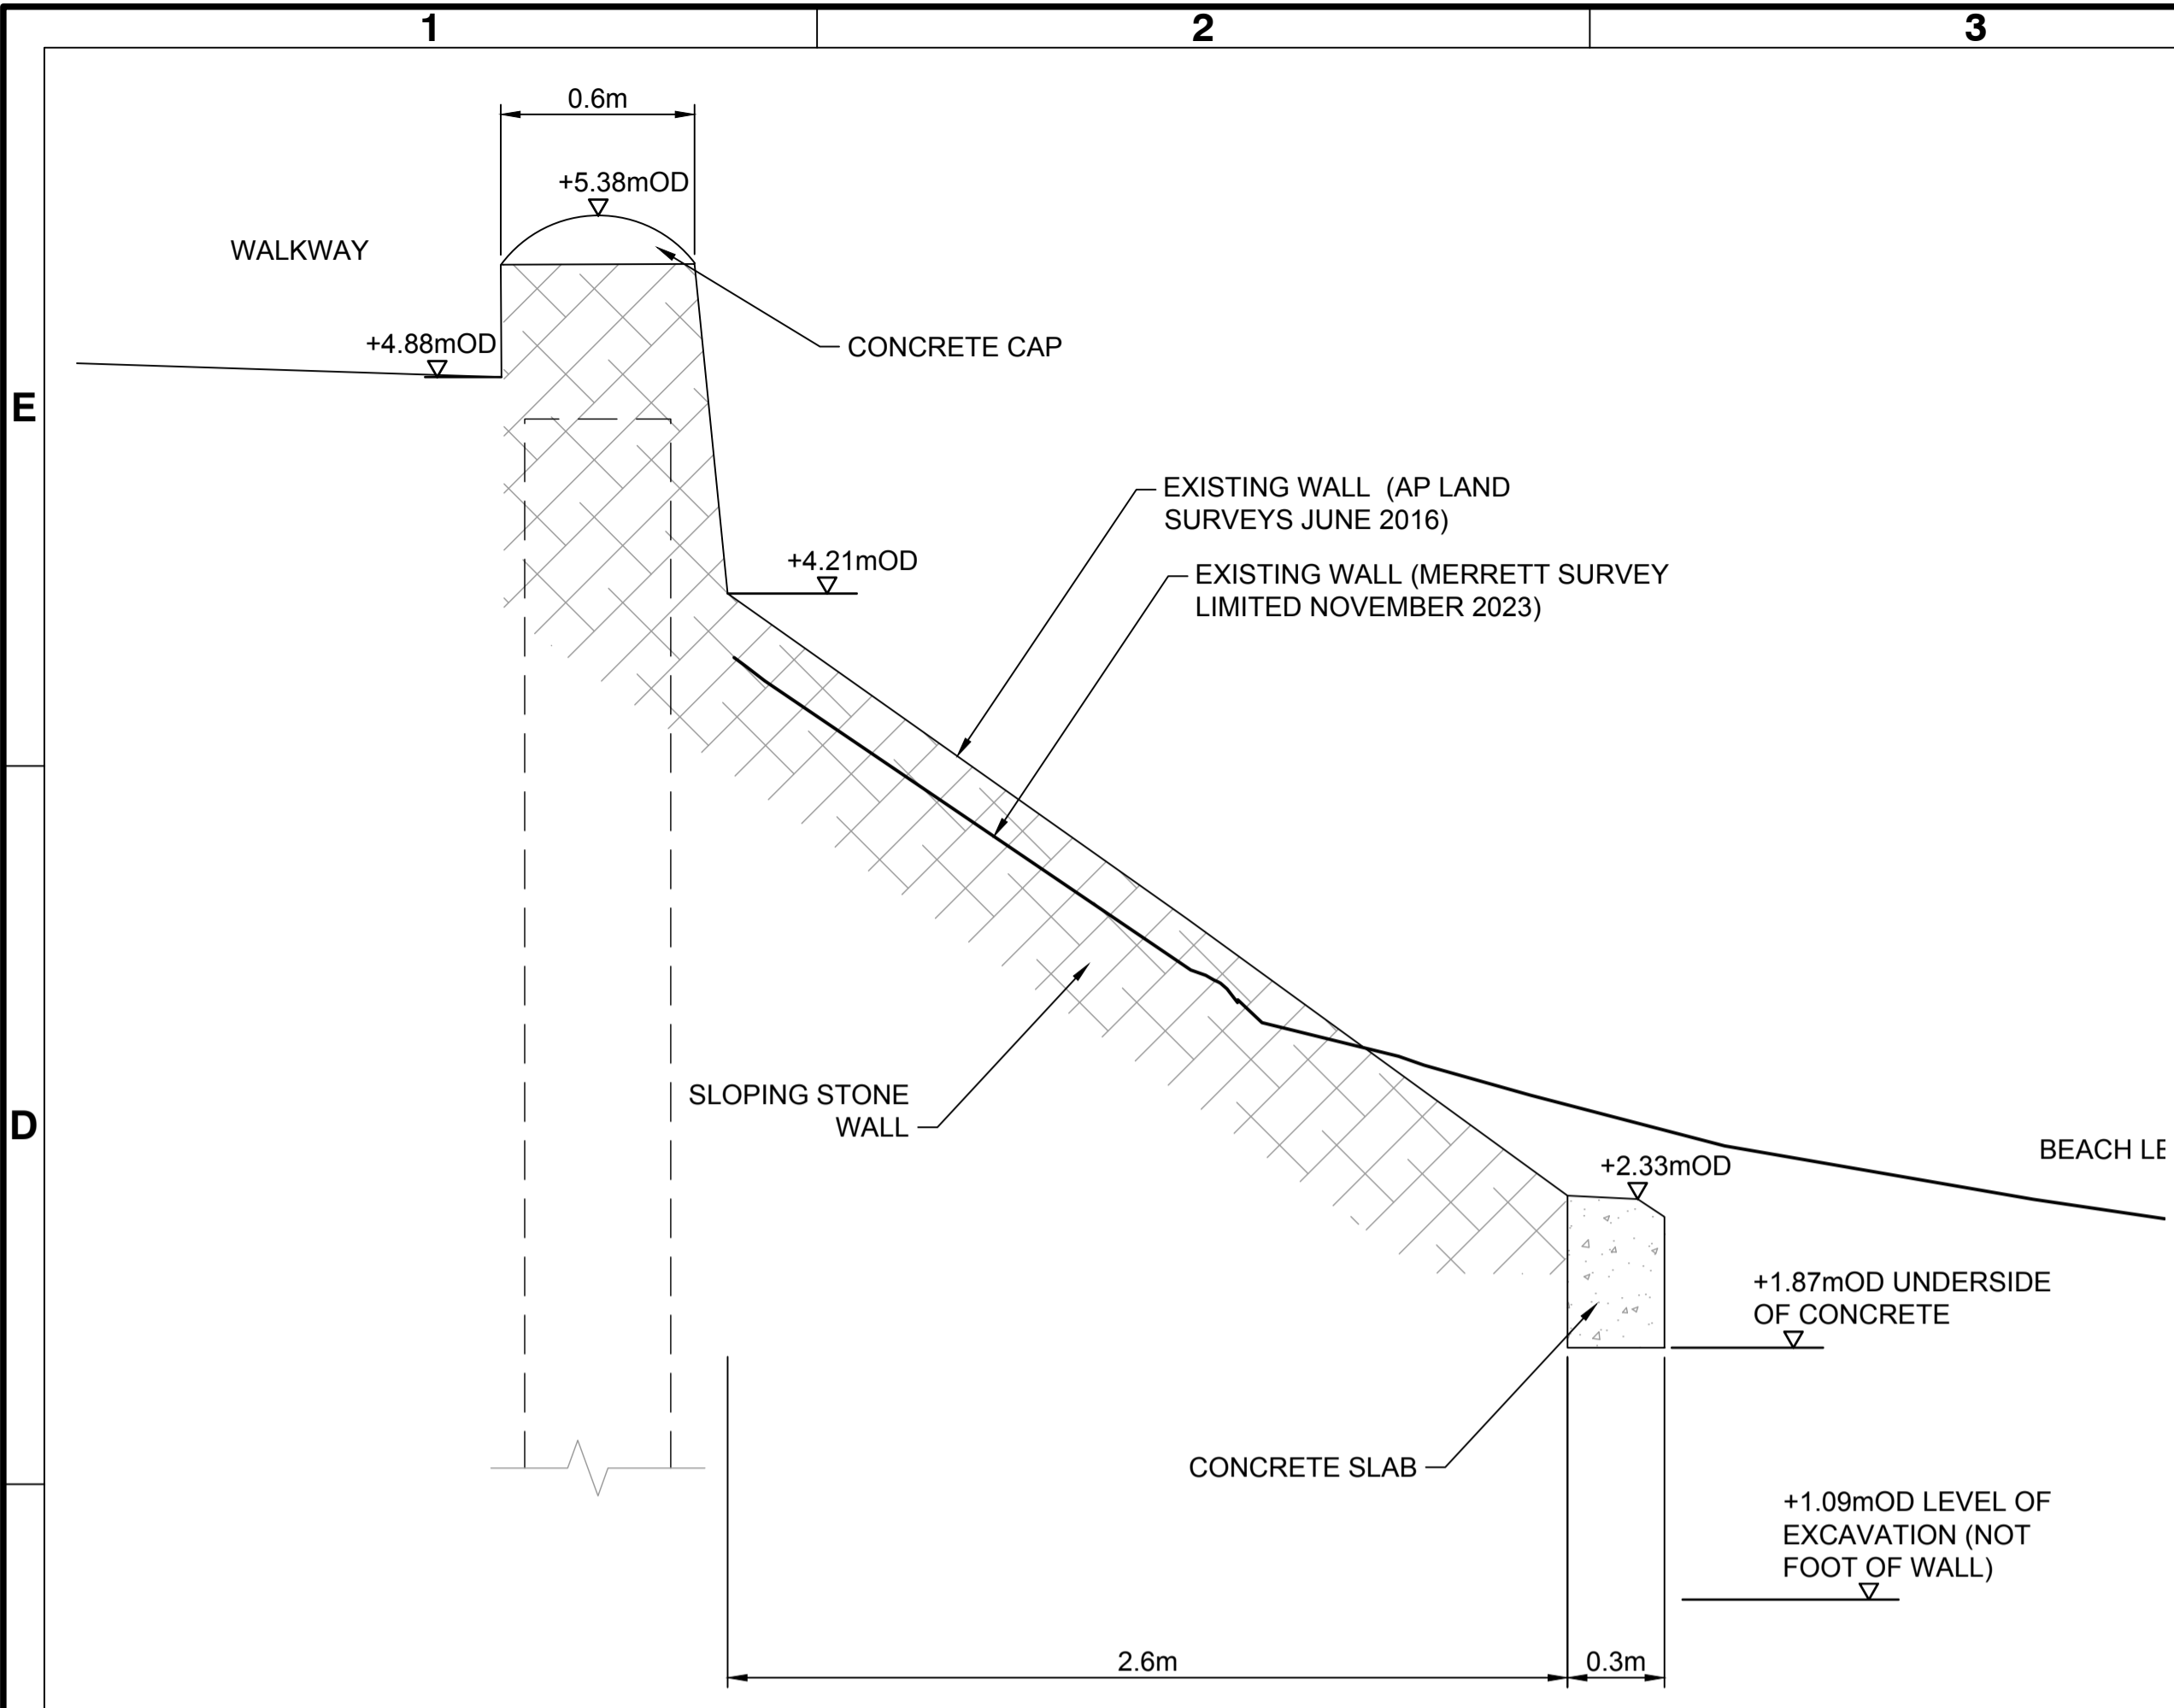 1
2
3
0.6m
+5.38mOD
WALKWAY
+4.88mOD
CONCRETE CAP
E
EXISTING WALL (AP LAND
SURVEYS JUNE 2016)
+4.21mOD
EXISTING WALL (MERRETT SURVEY
LIMITED NOVEMBER 2023)
SLOPING STONE
WALL
D
BEACH LE
+2.33mOD
+1.87mOD UNDERSIDE
OF CONCRETE
CONCRETE SLAB
+1.09mOD LEVEL OF
EXCAVATION (NOT
FOOT OF WALL)
2.6m
0.3m